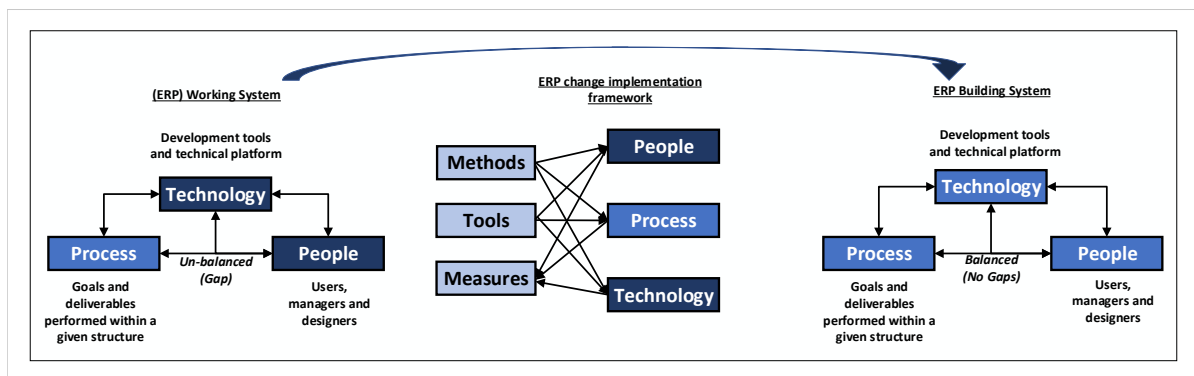 (ERP) Working System
Development tools
and technical platform
Technology
Process
Un-balanced
(Gap)
People
Goals and
deliverables
performed within a
given structure
Users,
managers and
designers
ERP change implementation
framework
Methods
Tools
Measures
People
Process
Technology
ERP Building System
Development tools
and technical platform
Technology
Process
Balanced
(No Gaps)
People
Goals and
deliverables
performed within a
given structure
Users,
managers and
designers